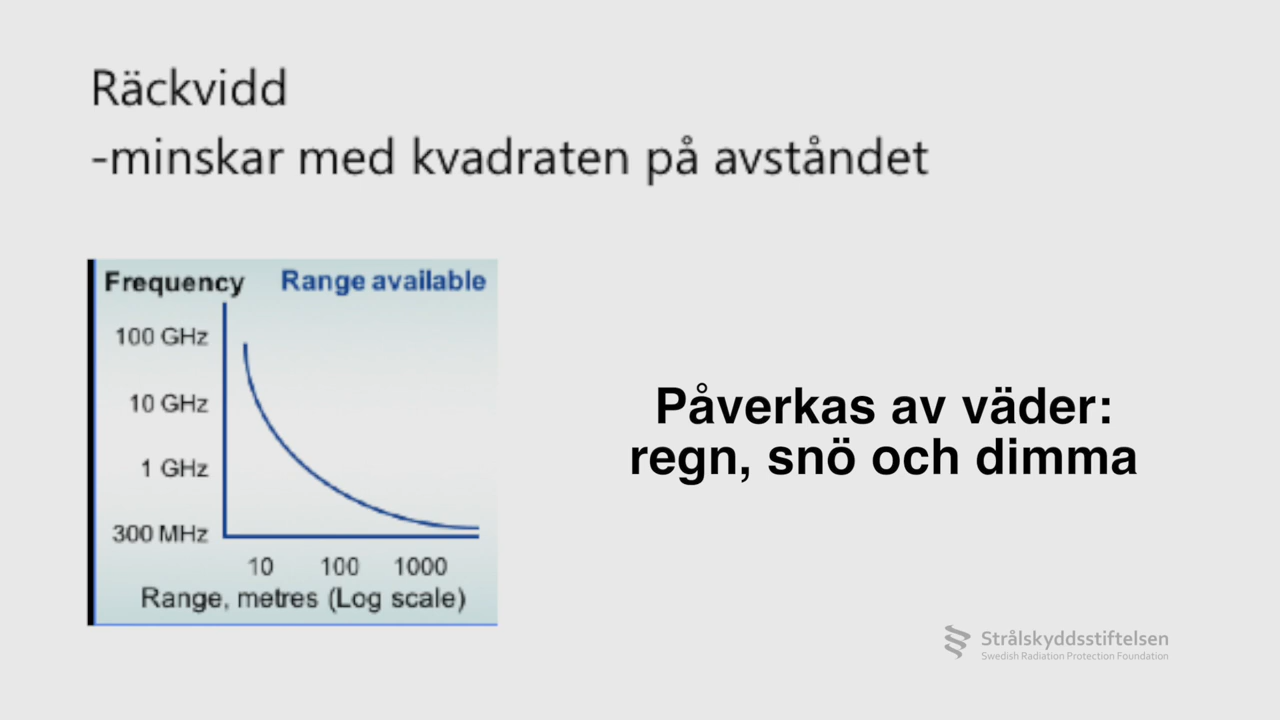 Räckvidd
-minskar med kvadraten på avståndet
Frequency Range available
100 GHz
10 GHz
1 GHz
300 MHz
10 100 1000
Range, metres (Log scale)
Påverkas av väder:
regn, snö och dimma
Strålskyddsstiftelsen
Swedish Radiation Protection Foundation